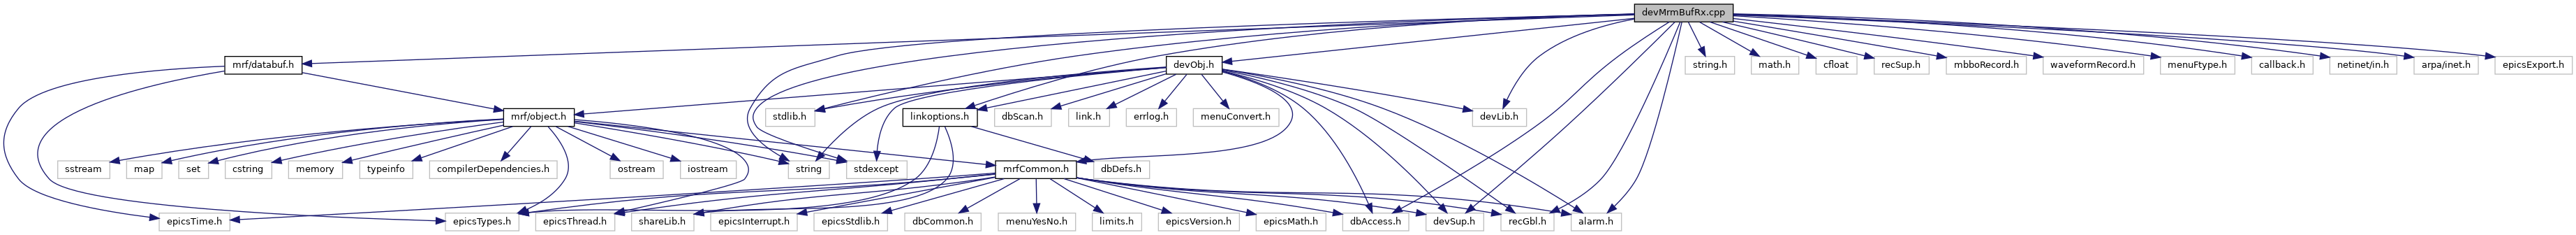 devMrmBufRx.cpp
mrf/databuf.h
devObj.h
string.h
math.h
cfloat
recSup.h
mbboRecord.h
waveformRecord.h
menuFtype.h
callback.h
netinet/in.h
arpa/inet.h
epicsExport.h
mrf/object.h
stdlib.h
linkoptions.h
dbScan.h
link.h
errlog.h
menuConvert.h
devLib.h
sstream
map
set
cstring
memory
typeinfo
compilerDependencies.h
ostream
iostream
string
stdexcept
mrfCommon.h
dbDefs.h
epicsTime.h
epicsTypes.h
epicsThread.h
shareLib.h
epicsInterrupt.h
epicsStdlib.h
dbCommon.h
menuYesNo.h
limits.h
epicsVersion.h
epicsMath.h
dbAccess.h
devSup.h
recGbl.h
alarm.h